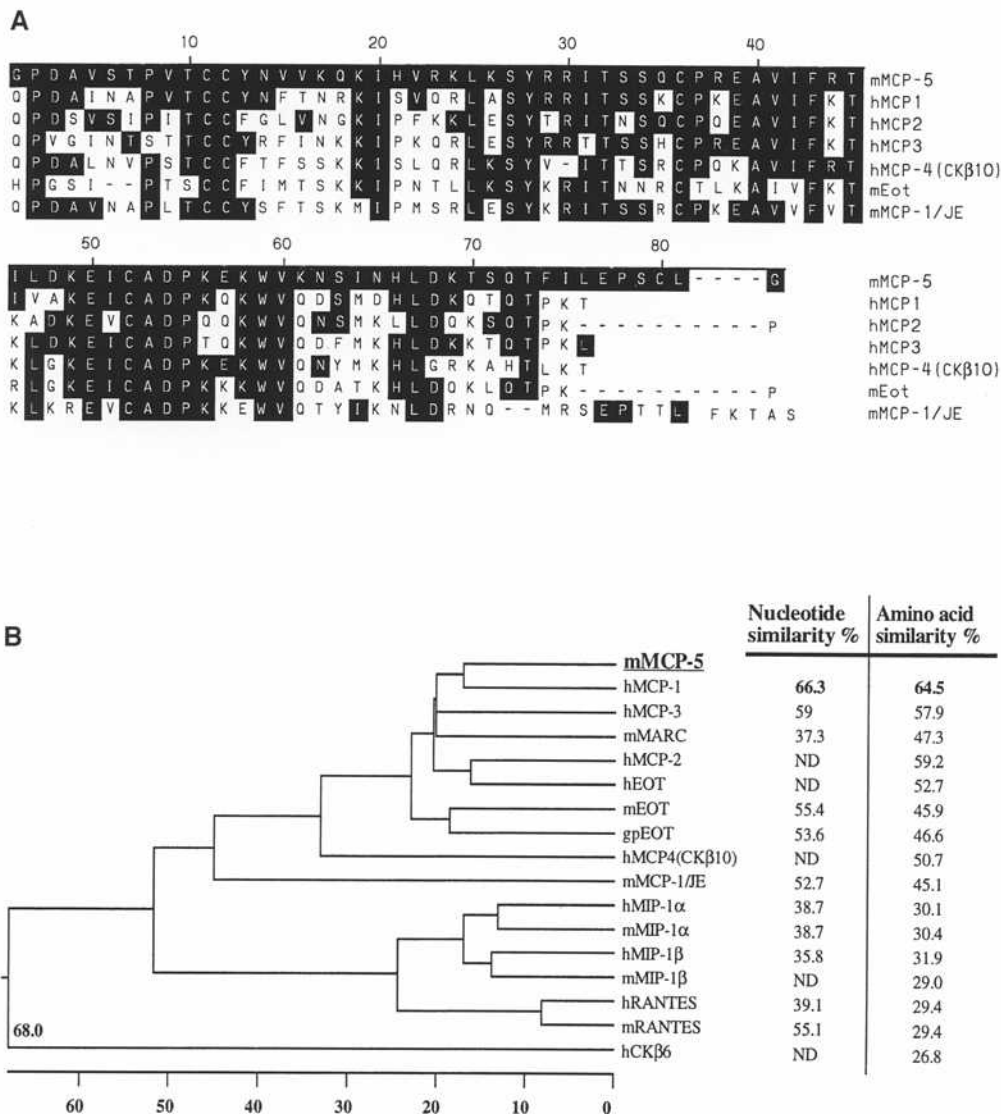 A
10 20 30 40
G P D A V S T P V T C C Y N V V K Q K I H V R K L K S Y R R I T S S Q C P R E A V I F R T mMCP-5
Q P D A I N A P V T C C Y N F T N R K I S V Q R L A S Y R R I T S S K C P K E A V I F K T hMCP1
Q P D S V S I P I T C C F G L V N G K I P F K K L E S Y T R I T N S Q C P Q E A V I F K T hMCP2
Q P V G I N T S T T C C Y R F I N K K I P K Q R L E S Y R R T T S S H C P R E A V I F K T hMCP3
Q P D A L N V P S T C C F T F S S K K I S L Q R L K S Y V - I T T S R C P Q K A V I F R T hMCP-4 (CKβ10)
H P G S I - - P T S C C F I M T S K K I P N T L L K S Y K R I T N N R C T L K A I V F K T mEot
Q P D A V N A P L T C C Y S F T S K M I P M S R L E S Y K R I T S S R C P K E A V V F V T mMCP-1/JE
50 60 70 80
I L D K E I C A D P K E K W V K N S I N H L D K T S Q T F I L E P S C L - - - - G mMCP-5
I V A K E I C A D P K Q K W V Q D S M D H L D K Q T Q T P K T hMCP1
K A D K E V C A D P Q Q K W V Q N S M K L L D Q K S Q T P K - - - - - - - - - - P hMCP2
K L D K E I C A D P T Q K W V Q D F M K H L D K K T Q T P K L hMCP3
K L G K E I C A D P K E K W V Q N Y M K H L G R K A H T L K T hMCP-4 (CKβ10)
R L G K E I C A D P K K K W V Q D A T K H L D Q K L Q T P K - - - - - - - - - - P mEot
K L K R E V C A D P K K E W V Q T Y I K N L D R N Q - - M R S E P T T L F K T A S mMCP-1/JE
B
Nucleotide Amino acid
similarity % similarity %
mMCP-5
hMCP-1 66.3 64.5
hMCP-3 59 57.9
mMARC 37.3 47.3
hMCP-2 ND 59.2
hEOT ND 52.7
mEOT 55.4 45.9
gpEOT 53.6 46.6
hMCP4(CKβ10) ND 50.7
mMCP-1/JE 52.7 45.1
hMIP-1α 38.7 30.1
mMIP-1α 38.7 30.4
hMIP-1β 35.8 31.9
mMIP-1β ND 29.0
hRANTES 39.1 29.4
68.0 mRANTES 55.1 29.4
hCKβ6 ND 26.8
60 50 40 30 20 10 0